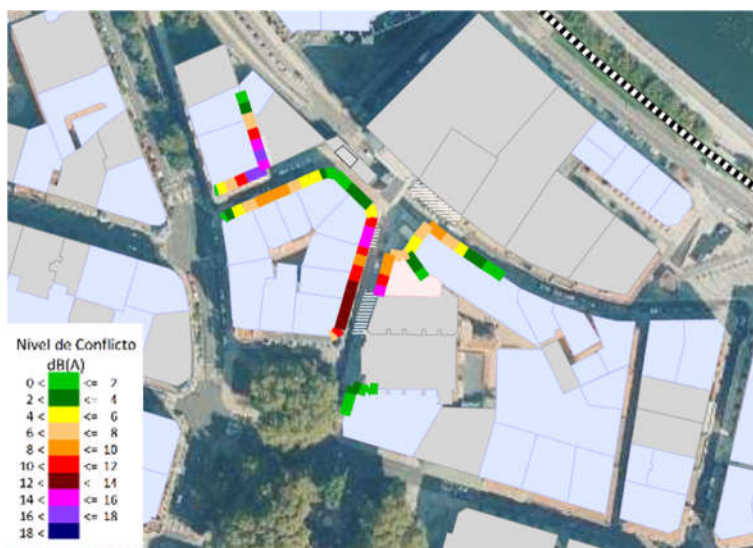 Nivel de Conflicto
dB(A)
0 < <= 2
2 < <= 4
4 < <= 6
6 < <= 8
8 < <= 10
10 < <= 12
12 < < 14
14 < <= 16
16 < <= 18
18 <